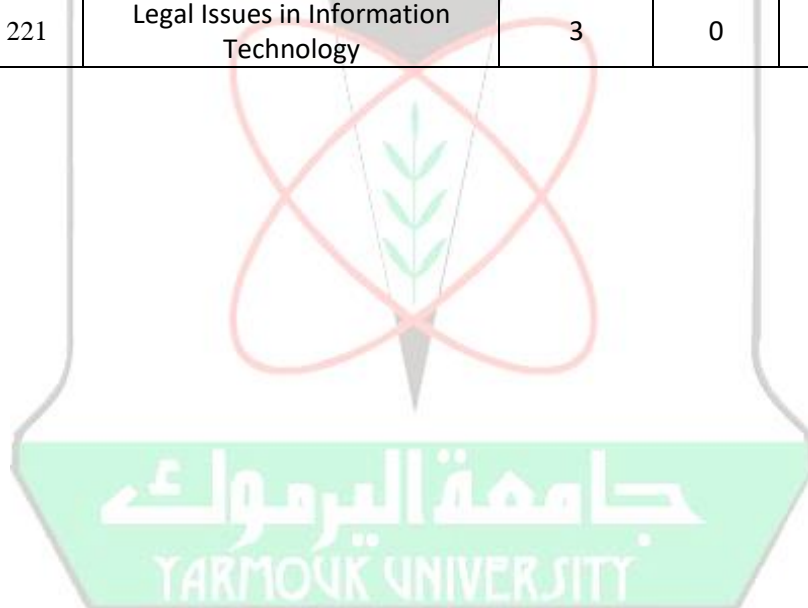 221 Legal Issues in Information Technology 3 0
جامعة اليرموك
YARMOUK UNIVERSITY